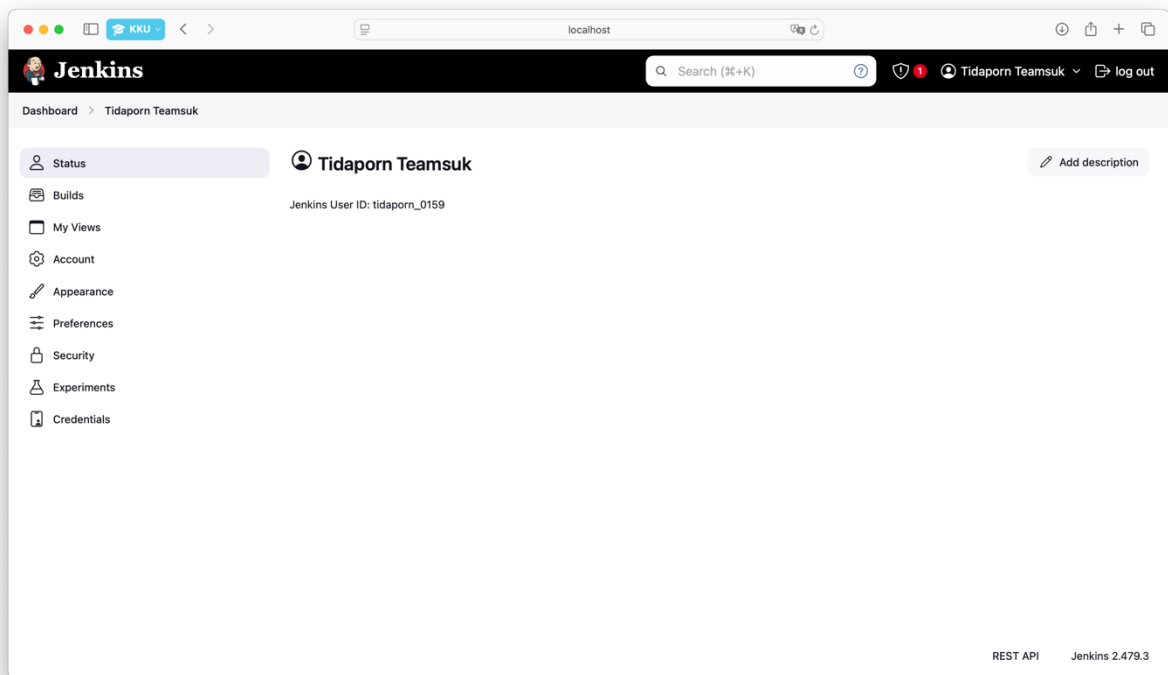 KKU
localhost
Jenkins
Search (⌘+K)
1
Tidaporn Teamsuk
log out
Dashboard > Tidaporn Teamsuk
Status
Tidaporn Teamsuk
Add description
Builds
Jenkins User ID: tidaporn_0159
My Views
Account
Appearance
Preferences
Security
Experiments
Credentials
REST API
Jenkins 2.479.3